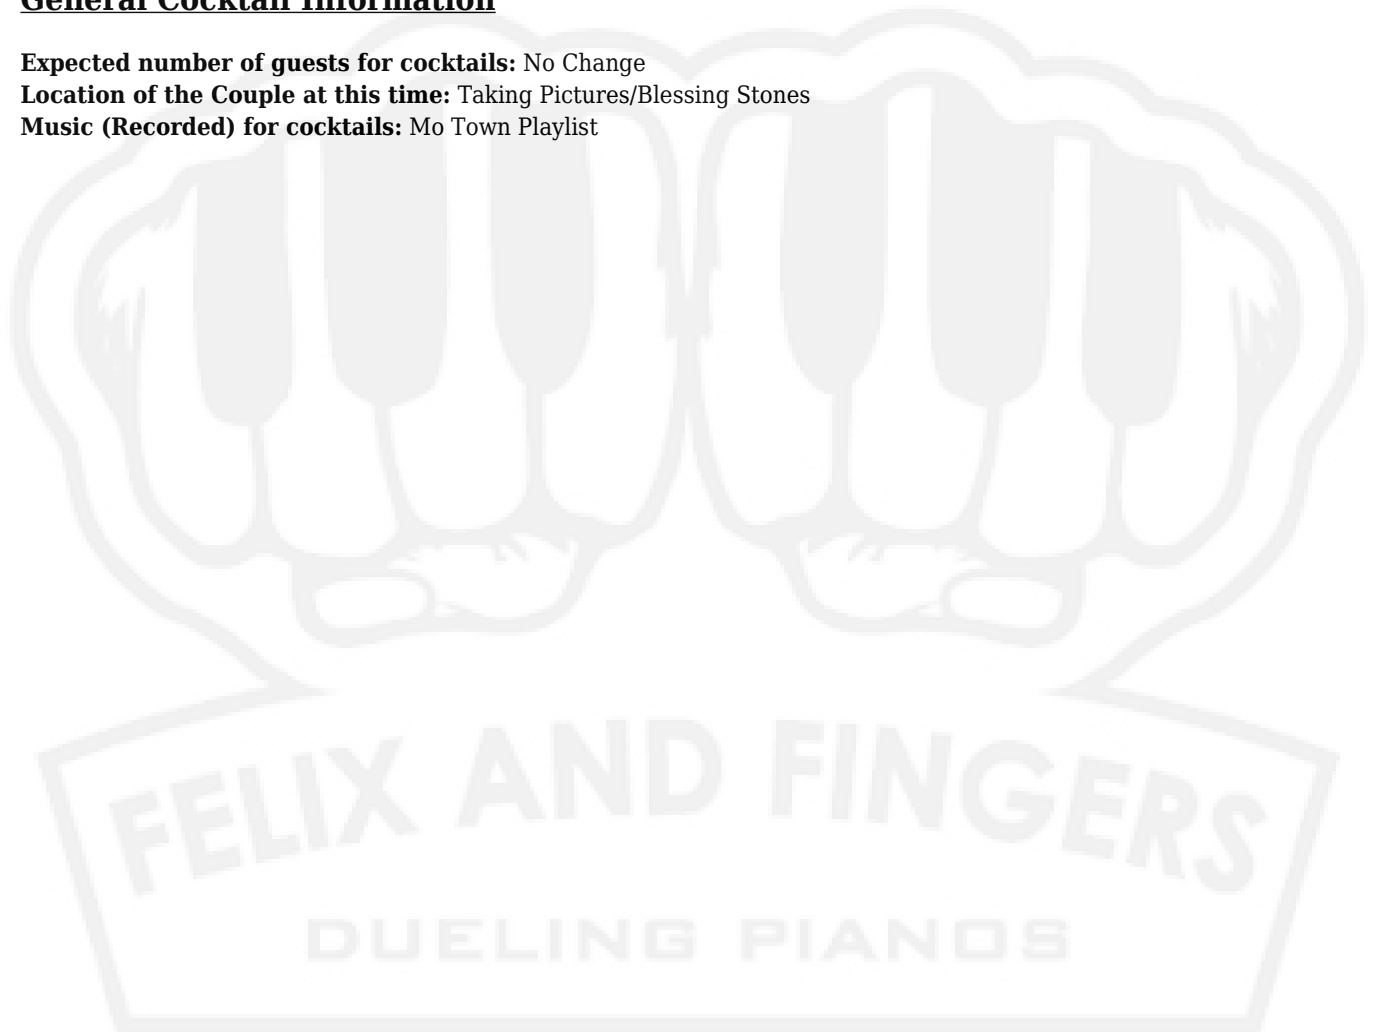 General Cocktail Information
Expected number of guests for cocktails: No Change
Location of the Couple at this time: Taking Pictures/Blessing Stones
Music (Recorded) for cocktails: Mo Town Playlist
FELIX AND FINGERS
DUELING PIANOS